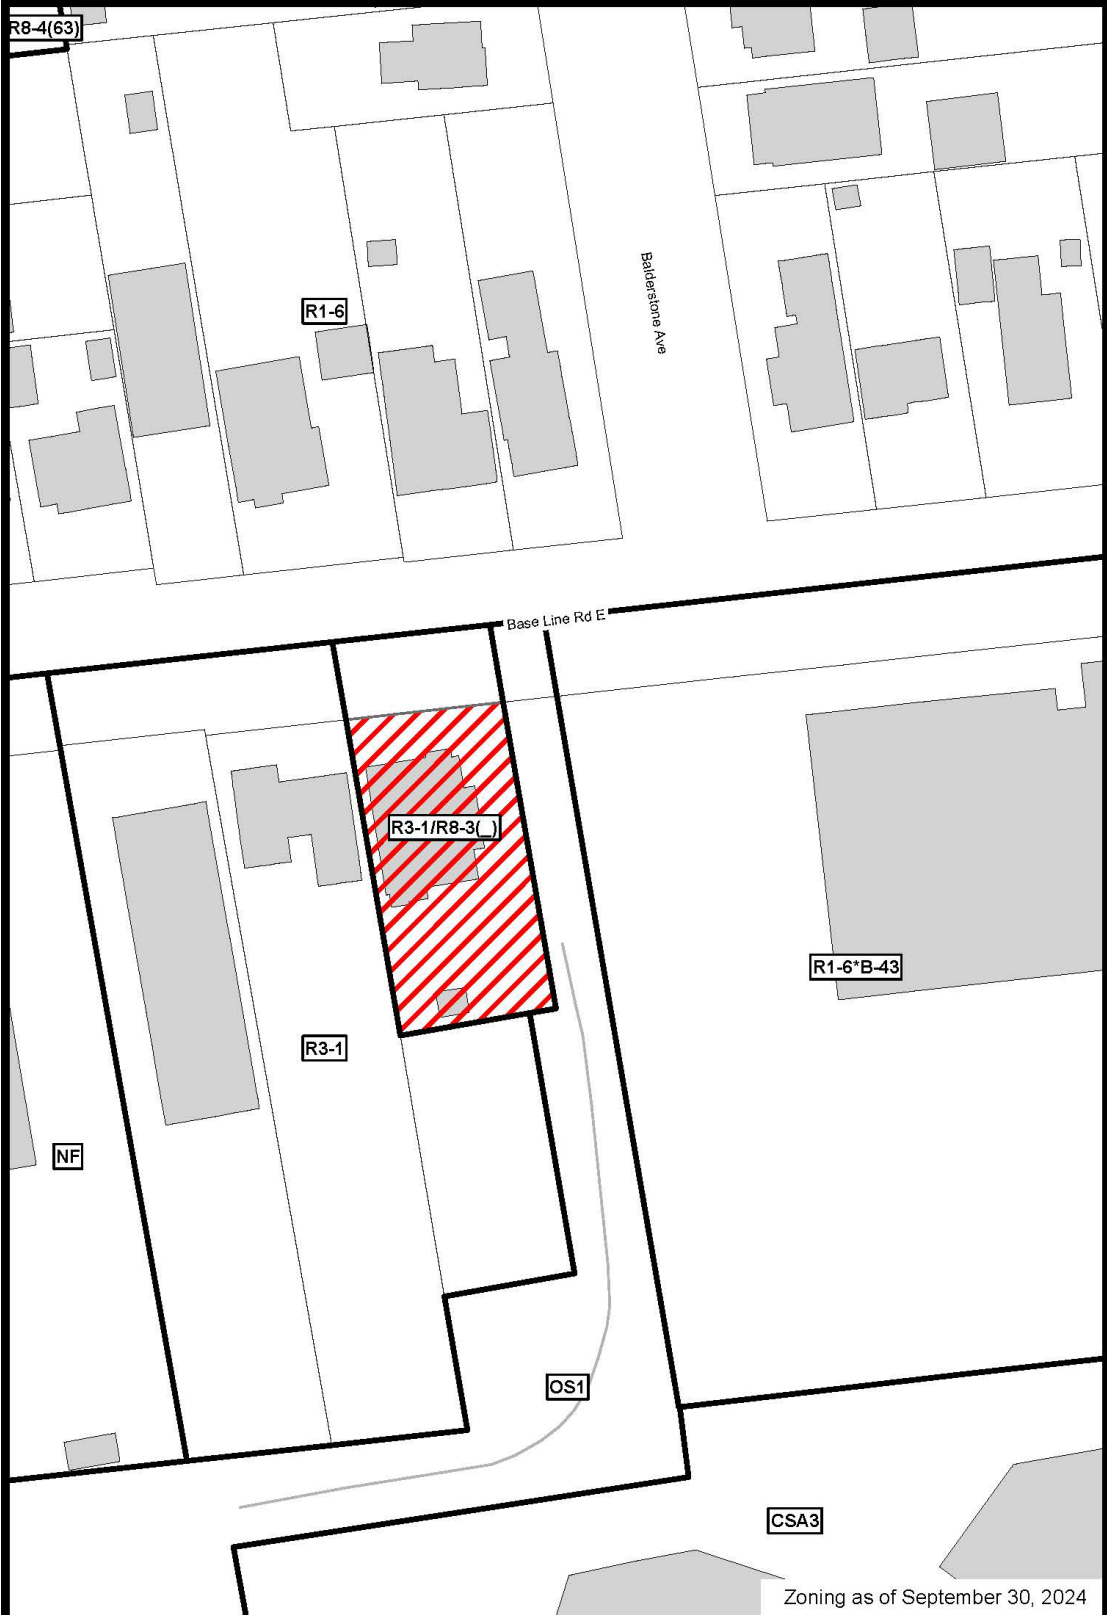 R8-4(63)
Balderstone Ave
R1-6
Base Line Rd E
R3-1/R8-3(_)
R1-6*B-43
R3-1
NF
OS1
CSA3
Zoning as of September 30, 2024